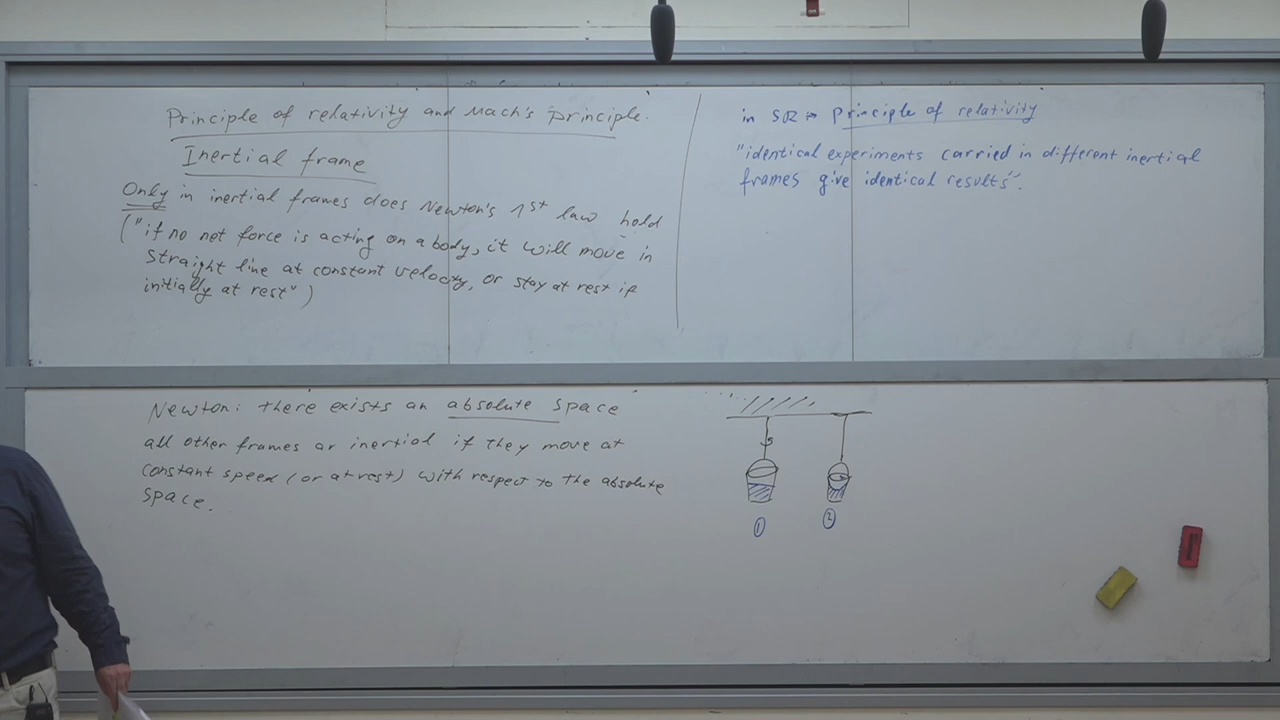 Principle of relativity and Mach's principle.
Inertial frame
Only in inertial frames does Newton's 1st law hold
("if no net force is acting on a body, it will move in
straight line at constant velocity, or stay at rest if
initially at rest")
in SR → principle of relativity
"identical experiments carried in different inertial
frames give identical results".
Newton: there exists an absolute space
all other frames ar inertial if they move at
constant speed (or at rest) with respect to the absolute
space.
① ②